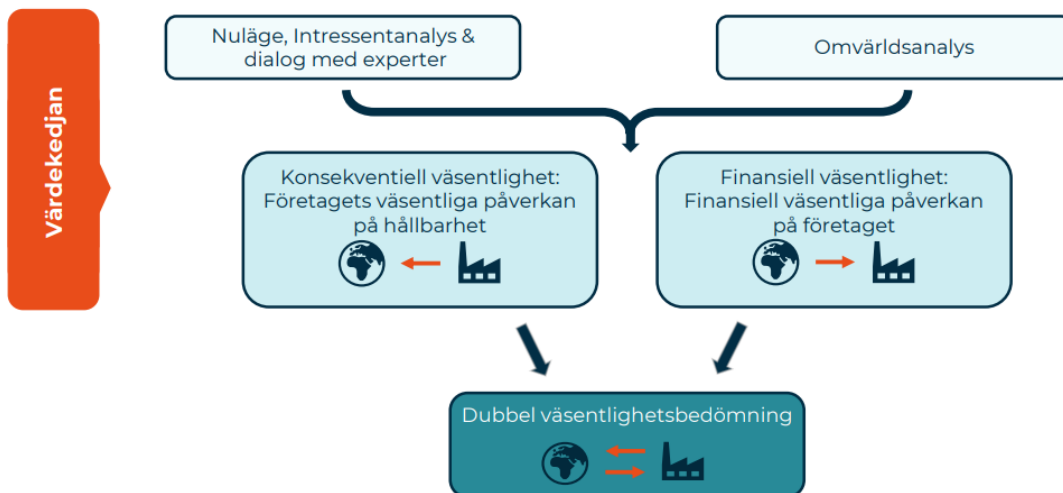 Värdekedjan
Nuläge, Intressentanalys &
dialog med experter
Omvärldsanalys
Konsekventiell väsentlighet:
Företagets väsentliga påverkan
på hållbarhet
Finansiell väsentlighet:
Finansiell väsentliga påverkan
på företaget
Dubbel väsentlighetsbedömning